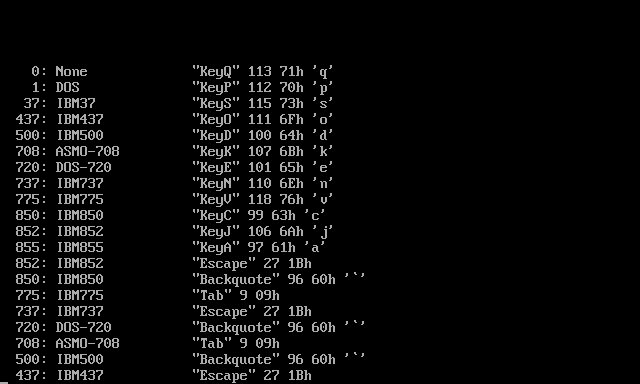 0: None "KeyQ" 113 71h 'q'
1: DOS "KeyP" 112 70h 'p'
37: IBM37 "KeyS" 115 73h 's'
437: IBM437 "KeyO" 111 6Fh 'o'
500: IBM500 "KeyD" 100 64h 'd'
708: ASMO-708 "KeyK" 107 6Bh 'k'
720: DOS-720 "KeyE" 101 65h 'e'
737: IBM737 "KeyN" 110 6Eh 'n'
775: IBM775 "KeyV" 118 76h 'v'
850: IBM850 "KeyC" 99 63h 'c'
852: IBM852 "KeyJ" 106 6Ah 'j'
855: IBM855 "KeyA" 97 61h 'a'
852: IBM852 "Escape" 27 1Bh
850: IBM850 "Backquote" 96 60h '`'
775: IBM775 "Tab" 9 09h
737: IBM737 "Escape" 27 1Bh
720: DOS-720 "Backquote" 96 60h '`'
708: ASMO-708 "Tab" 9 09h
500: IBM500 "Backquote" 96 60h '`'
437: IBM437 "Escape" 27 1Bh